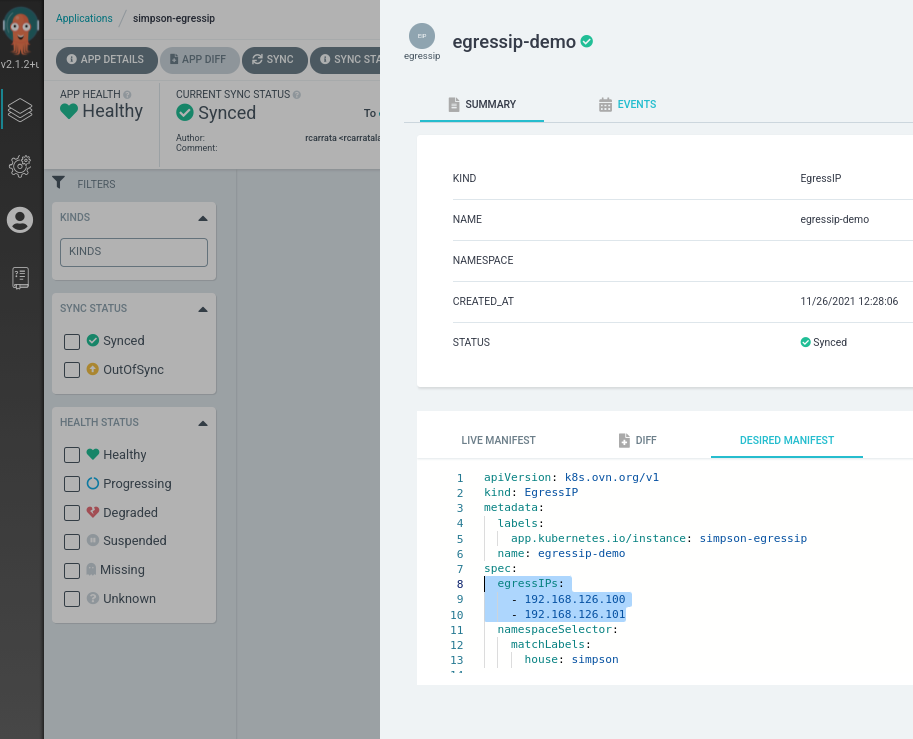 Applications / simpson-egressip
v2.1.2+u
APP DETAILS
APP DIFF
SYNC
SYNC STA
APP HEALTH
Healthy
CURRENT SYNC STATUS
Synced
To
Author:
rcarrata <rcarratala
Comment:
FILTERS
KINDS
KINDS
SYNC STATUS
Synced
OutOfSync
HEALTH STATUS
Healthy
Progressing
Degraded
Suspended
Missing
Unknown
EIP
egressip
egressip-demo
SUMMARY
EVENTS
KIND EgressIP
NAME egressip-demo
NAMESPACE
CREATED_AT 11/26/2021 12:28:06
STATUS Synced
LIVE MANIFEST
DIFF
DESIRED MANIFEST
1 apiVersion: k8s.ovn.org/v1
2 kind: EgressIP
3 metadata:
4 labels:
5 app.kubernetes.io/instance: simpson-egressip
6 name: egressip-demo
7 spec:
8 egressIPs:
9 - 192.168.126.100
10 - 192.168.126.101
11 namespaceSelector:
12 matchLabels:
13 house: simpson